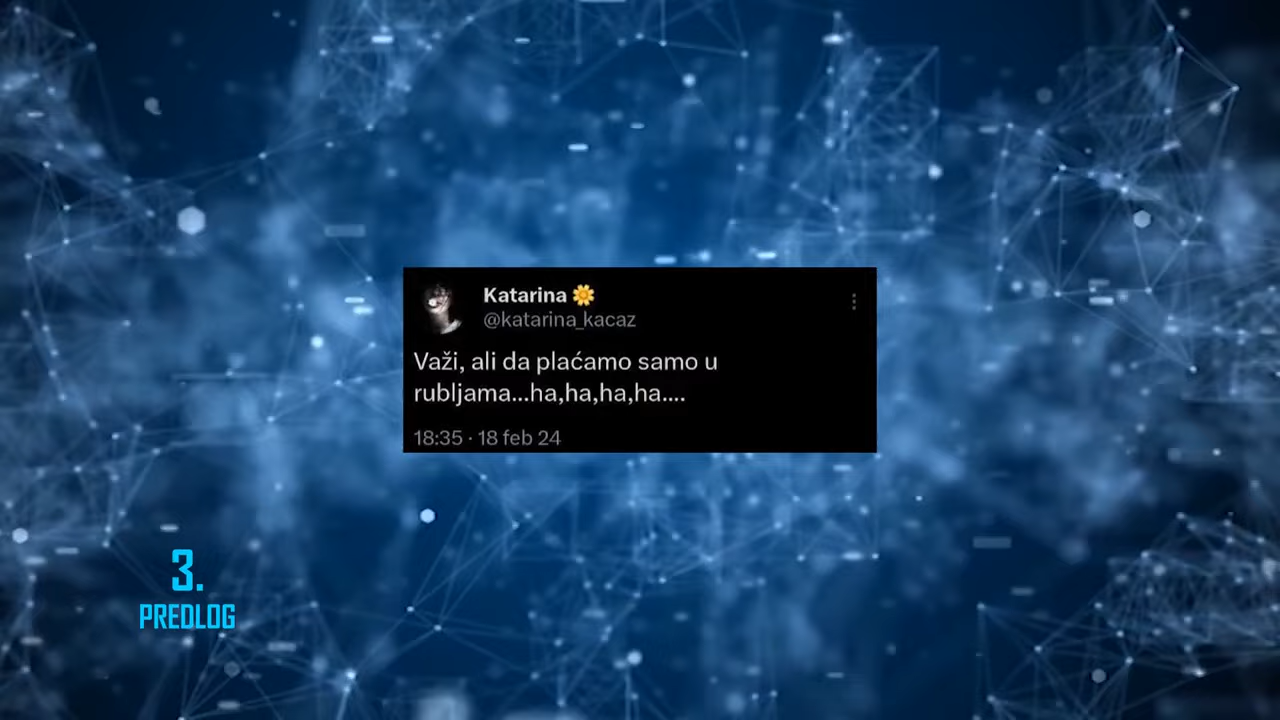 Katarina 🌼
@katarina_kacaz
Važi, ali da plaćamo samo u
rubljama...ha,ha,ha,ha....
18:35 · 18 feb 24
3.
PREDLOG